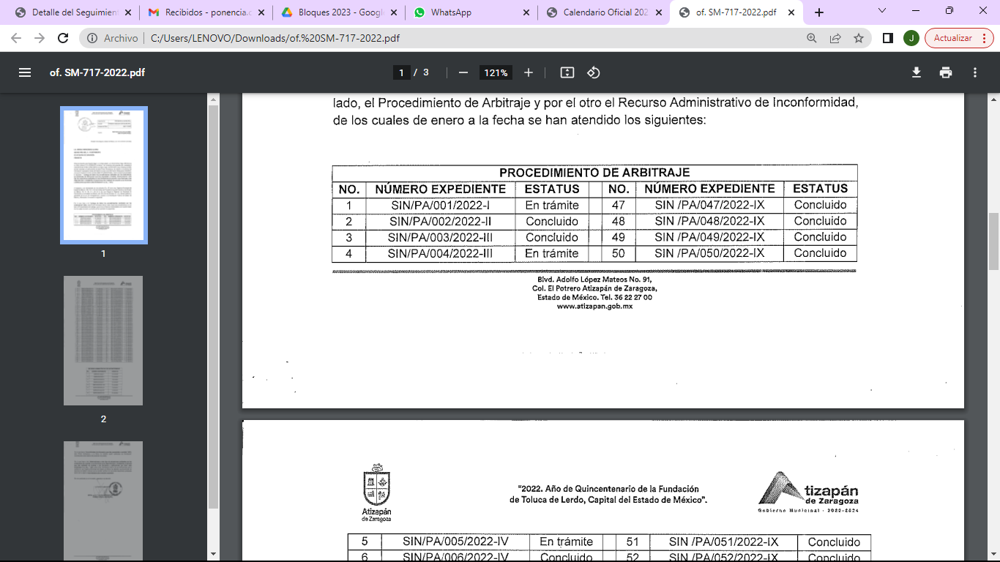 Detalle del Seguimien
Recibidos - ponencia.c
Bloques 2023 - Googl
WhatsApp
Calendario Oficial 202
of. SM-717-2022.pdf
Archivo | C:/Users/LENOVO/Downloads/of.%20SM-717-2022.pdf
J
Actualizar
of. SM-717-2022.pdf
1 / 3
121%
1
2
lado, el Procedimiento de Arbitraje y por el otro el Recurso Administrativo de Inconformidad,
de los cuales de enero a la fecha se han atendido los siguientes:
PROCEDIMIENTO DE ARBITRAJE
NO. NÚMERO EXPEDIENTE ESTATUS NO. NÚMERO EXPEDIENTE ESTATUS
1 SIN/PA/001/2022-I En trámite 47 SIN /PA/047/2022-IX Concluido
2 SIN/PA/002/2022-II Concluido 48 SIN /PA/048/2022-IX Concluido
3 SIN/PA/003/2022-III Concluido 49 SIN /PA/049/2022-IX Concluido
4 SIN/PA/004/2022-III En trámite 50 SIN /PA/050/2022-IX Concluido
Blvd. Adolfo López Mateos No. 91,
Col. El Potrero Atizapán de Zaragoza,
Estado de México. Tel. 36 22 27 00
www.atizapan.gob.mx
Atizapán
de Zaragoza
"2022. Año de Quincentenario de la Fundación
de Toluca de Lerdo, Capital del Estado de México".
tizapán
de Zaragoza
Gobierno Municipal · 2022-2024
5 SIN/PA/005/2022-IV En trámite 51 SIN /PA/051/2022-IX Concluido
6 SIN/PA/006/2022-IV Concluido 52 SIN /PA/052/2022-IX Concluido